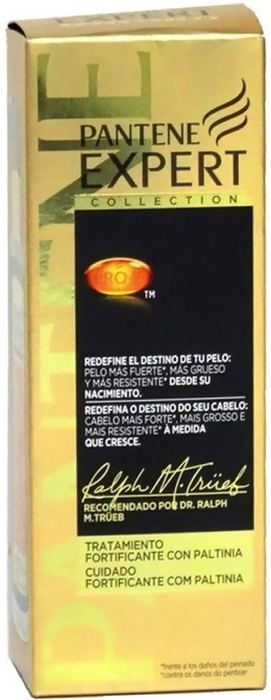 PANTENE
PANTENE
EXPERT
COLLECTION
PRO-V
TM
REDEFINE EL DESTINO DE TU PELO:
PELO MÁS FUERTE*, MÁS GRUESO
Y MÁS RESISTENTE* DESDE SU
NACIMIENTO.
REDEFINA O DESTINO DO SEU CABELO:
CABELO MAIS FORTE*, MAIS GROSSO E
MAIS RESISTENTE* À MEDIDA
QUE CRESCE.
Ralph M. Trüeb
RECOMENDADO POR DR. RALPH
M.TRÜEB
TRATAMIENTO
FORTIFICANTE CON PALTINIA
CUIDADO
FORTIFICANTE COM PALTINIA
*frente a los daños del peinado
*contra os danos do pentear